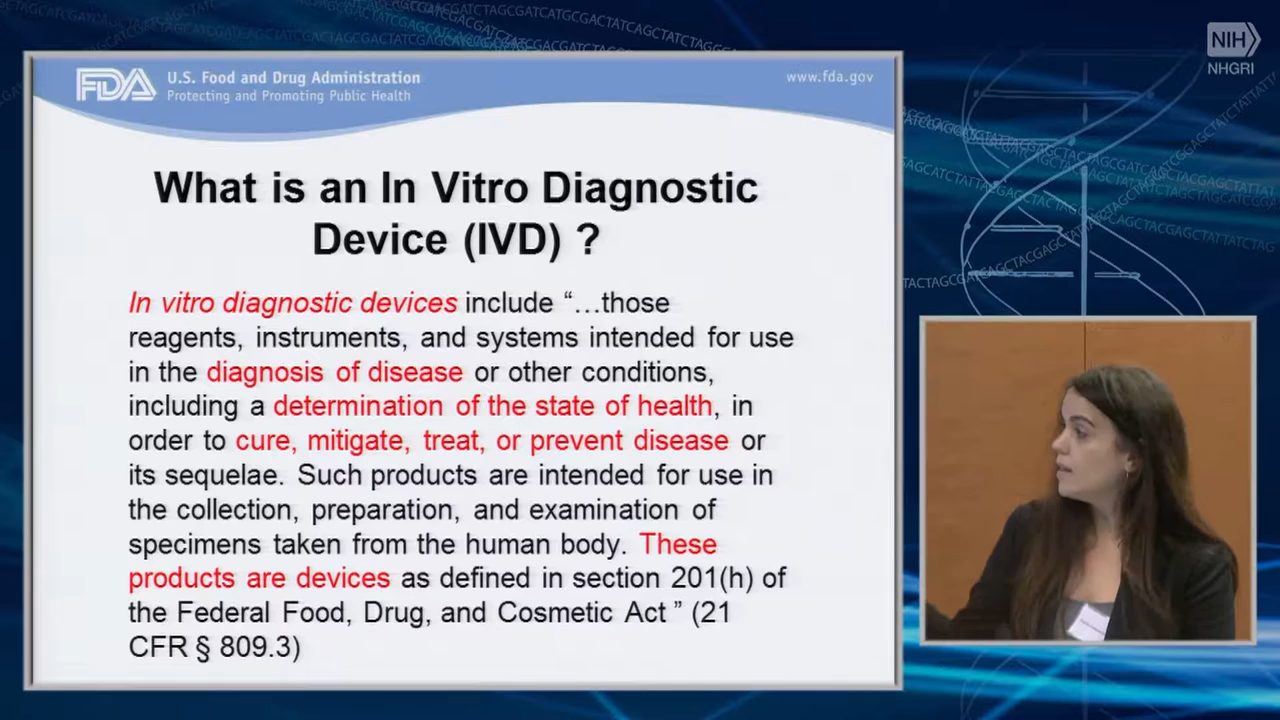 NIH
NHGRI
FDA
U.S. Food and Drug Administration
Protecting and Promoting Public Health
www.fda.gov
What is an In Vitro Diagnostic
Device (IVD) ?
In vitro diagnostic devices include “…those
reagents, instruments, and systems intended for use
in the diagnosis of disease or other conditions,
including a determination of the state of health, in
order to cure, mitigate, treat, or prevent disease or
its sequelae. Such products are intended for use in
the collection, preparation, and examination of
specimens taken from the human body. These
products are devices as defined in section 201(h) of
the Federal Food, Drug, and Cosmetic Act ” (21
CFR § 809.3)